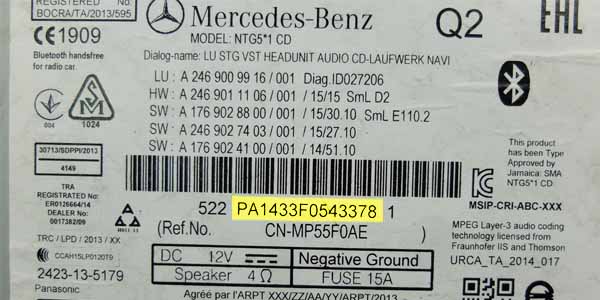 REGISTERED No:
BOCRA/TA/2013/595
Mercedes-Benz
Q2
EAC
MODEL: NTG5*1 CD
CE1909
Dialog-name: LU STG VST HEADUNIT AUDIO CD-LAUFWERK NAVI
Bluetooth handsfree
for radio car.
LU : A 246 900 99 16 / 001 Diag.ID027206
HW : A 246 901 11 06 / 001 / 15/15 SmL D2
SW : A 176 902 88 00 / 001 / 15/30.10 SmL E110.2
SW : A 246 902 74 03 / 001 / 15/27.10
SW : A 176 902 41 00 / 001 / 14/51.10
004
1024
30713/SDPPI/2013
4149
This product
has been Type
Approved by
Jamaica: SMA
NTG5*1 CD
TRA
REGISTERED No:
ER0126664/14
DEALER No:
0017382/09
MSIP-CRI-ABC-XXX
522 PA1433F0543378 1
(Ref.No. CN-MP55F0AE )
MPEG Layer-3 audio coding
technology licensed from
Fraunhofer IIS and Thomson
URCA_TA_2014_017
TRC / LPD / 2013 / 53
CCAH15LP0120T9
2423-13-5179
Panasonic
DC 12V Negative Ground
Speaker 4Ω FUSE 15A
Agréé par l'ARPT XXX/ZZ/AA/YY/ARPT/2013